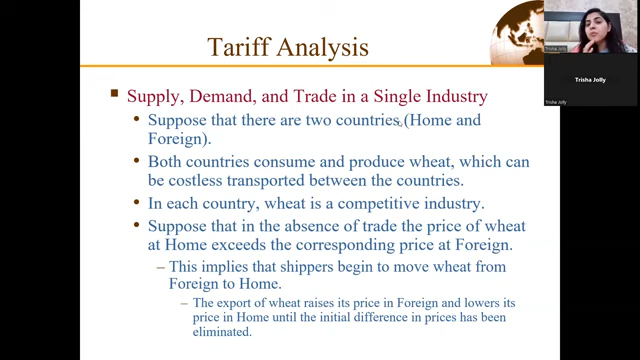 Tariff Analysis
Supply, Demand, and Trade in a Single Industry
Suppose that there are two countries (Home and
Foreign).
Both countries consume and produce wheat, which can
be costless transported between the countries.
In each country, wheat is a competitive industry.
Suppose that in the absence of trade the price of wheat
at Home exceeds the corresponding price at Foreign.
– This implies that shippers begin to move wheat from
Foreign to Home.
– The export of wheat raises its price in Foreign and lowers its
price in Home until the initial difference in prices has been
eliminated.
Trisha Jolly
Trisha Jolly
Trisha Jolly